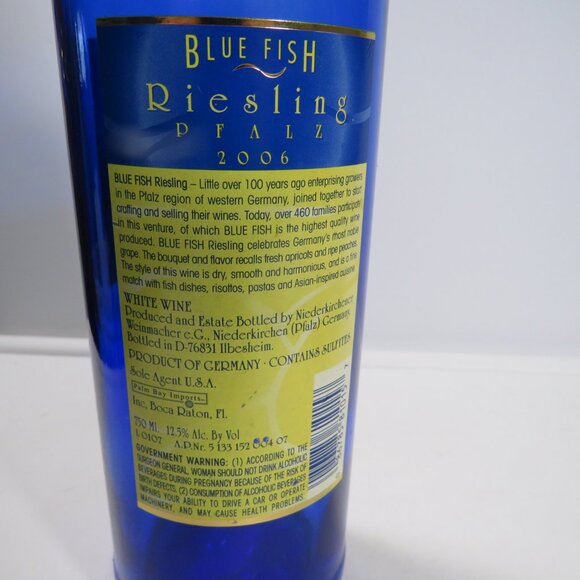 BLUE FISH
Riesling
PFALZ
2006
BLUE FISH Riesling – Little over 100 years ago enterprising growers
in the Pfalz region of western Germany, joined together to start
crafting and selling their wines. Today, over 460 families participate
in this venture, of which BLUE FISH is the highest quality wine
produced. BLUE FISH Riesling celebrates Germany's most noble
grape. The bouquet and flavor recalls fresh apricots and ripe peaches.
The style of this wine is dry, smooth and harmonious, and is a fine
match with fish dishes, risottos, pastas and Asian-inspired cuisine.
WHITE WINE
Produced and Estate Bottled by Niederkirchener
Weinmacher e.G., Niederkirchen (Pfalz) Germany.
Bottled in D-76831 Ilbesheim.
PRODUCT OF GERMANY · CONTAINS SULFITES
Sole Agent U.S.A.
Palm Bay Imports
Inc, Boca Raton, Fl.
750 ML. 12.5% Alc. By Vol
L 0107 A.P.Nr. 5 133 152 07
GOVERNMENT WARNING: (1) ACCORDING TO THE
SURGEON GENERAL, WOMAN SHOULD NOT DRINK ALCOHOLIC
BEVERAGES DURING PREGNANCY BECAUSE OF THE RISK OF
BIRTH DEFECTS. (2) CONSUMPTION OF ALCOHOLIC BEVERAGES
IMPAIRS YOUR ABILITY TO DRIVE A CAR OR OPERATE
MACHINERY, AND MAY CAUSE HEALTH PROBLEMS.